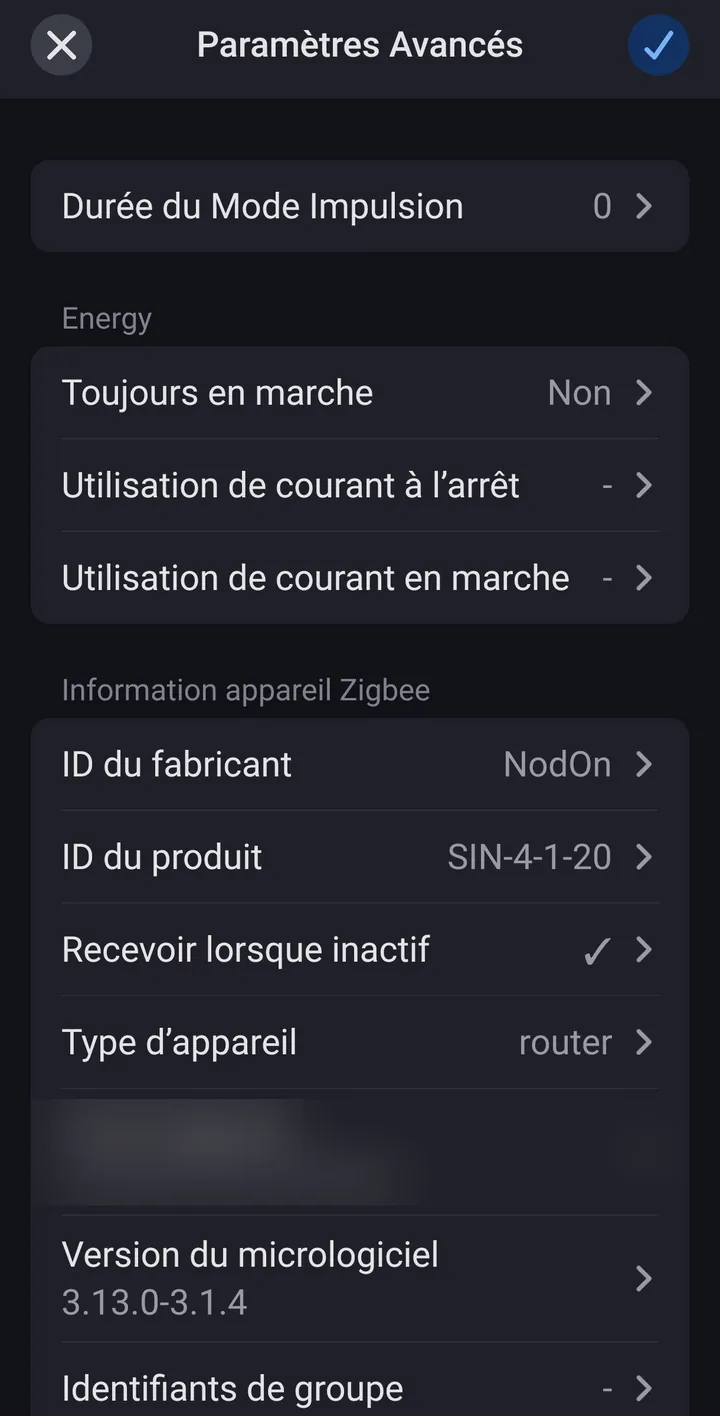 Paramètres Avancés
Durée du Mode Impulsion 0
Energy
Toujours en marche Non
Utilisation de courant à l’arrêt -
Utilisation de courant en marche -
Information appareil Zigbee
ID du fabricant NodOn
ID du produit SIN-4-1-20
Recevoir lorsque inactif ✓
Type d’appareil router
Version du micrologiciel
3.13.0-3.1.4
Identifiants de groupe -